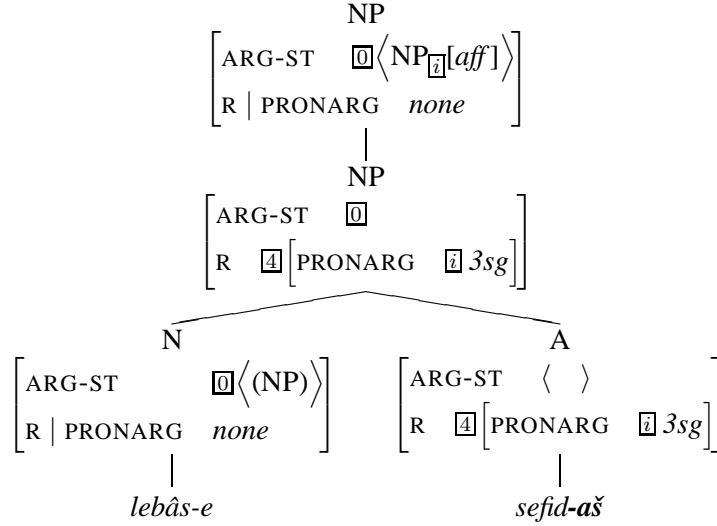 NP
ARG-ST 0⟨NP i[aff]⟩
R | PRONARG none
NP
ARG-ST 0
R 4[PRONARG i 3sg]
N A
ARG-ST 0⟨(NP)⟩ ARG-ST ⟨ ⟩
R | PRONARG none R 4[PRONARG i 3sg]
lebâs-e sefid-aš